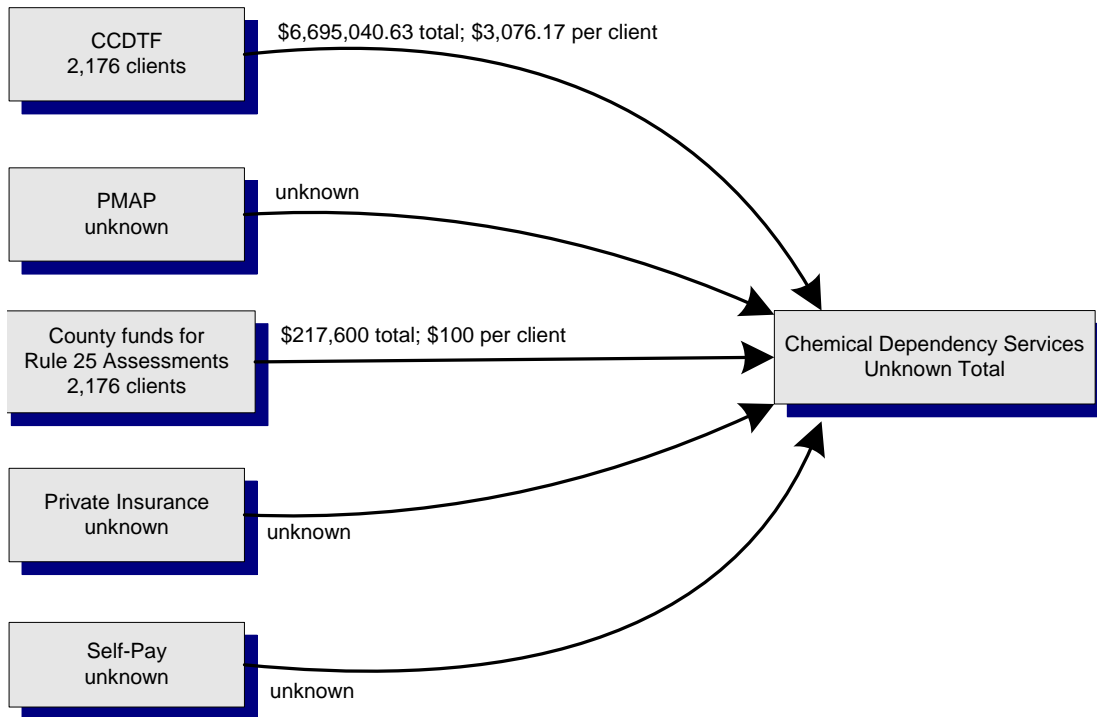 CCDTF
2,176 clients
$6,695,040.63 total; $3,076.17 per client
PMAP
unknown
unknown
County funds for
Rule 25 Assessments
2,176 clients
$217,600 total; $100 per client
Chemical Dependency Services
Unknown Total
Private Insurance
unknown
unknown
Self-Pay
unknown
unknown